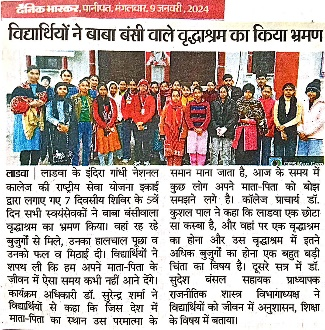 दैनिक भास्कर, पानीपत, मंगलवार, 9 जनवरी, 2024
विद्यार्थियों ने बाबा बंसी वाले वृद्धाश्रम का किया भ्रमण
लाडवा | लाडवा के इंदिरा गांधी नेशनल
कालेज की राष्ट्रीय सेवा योजना इकाई
द्वारा लगाए गए 7 दिवसीय शिविर के 5वें
दिन सभी स्वयंसेवकों ने बाबा बंसीवाला
वृद्धाश्रम का भ्रमण किया। वहां रह रहे
बुजुर्गों से मिले, उनका हालचाल पूछा व
उनको फल व मिठाई दी। विद्यार्थियों ने
शपथ ली कि हम अपने माता-पिता के
जीवन में ऐसा समय कभी नहीं आने देंगे।
कार्यक्रम अधिकारी डॉ. सुरेन्द्र शर्मा ने
विद्यार्थियों से कहा कि जिस देश में
माता-पिता का स्थान उस परमात्मा के
समान माना जाता है, आज के समय में
कुछ लोग अपने माता-पिता को बोझ
समझने लगे है। कॉलेज प्राचार्य डॉ.
कुशल पाल ने कहा कि लाडवा एक छोटा
सा कस्बा है, और वहां पर एक वृद्धाश्रम
का होना और उस वृद्धाश्रम में इतने
अधिक बुजुर्गों का होना एक बहुत बड़ी
चिंता का विषय है। दूसरे सत्र में डॉ.
सुदेश बंसल सहायक प्राध्यापक
राजनीतिक शास्त्र विभागाध्यक्ष ने
विद्यार्थियों को जीवन में अनुशासन, शिक्षा
के विषय में बताया।